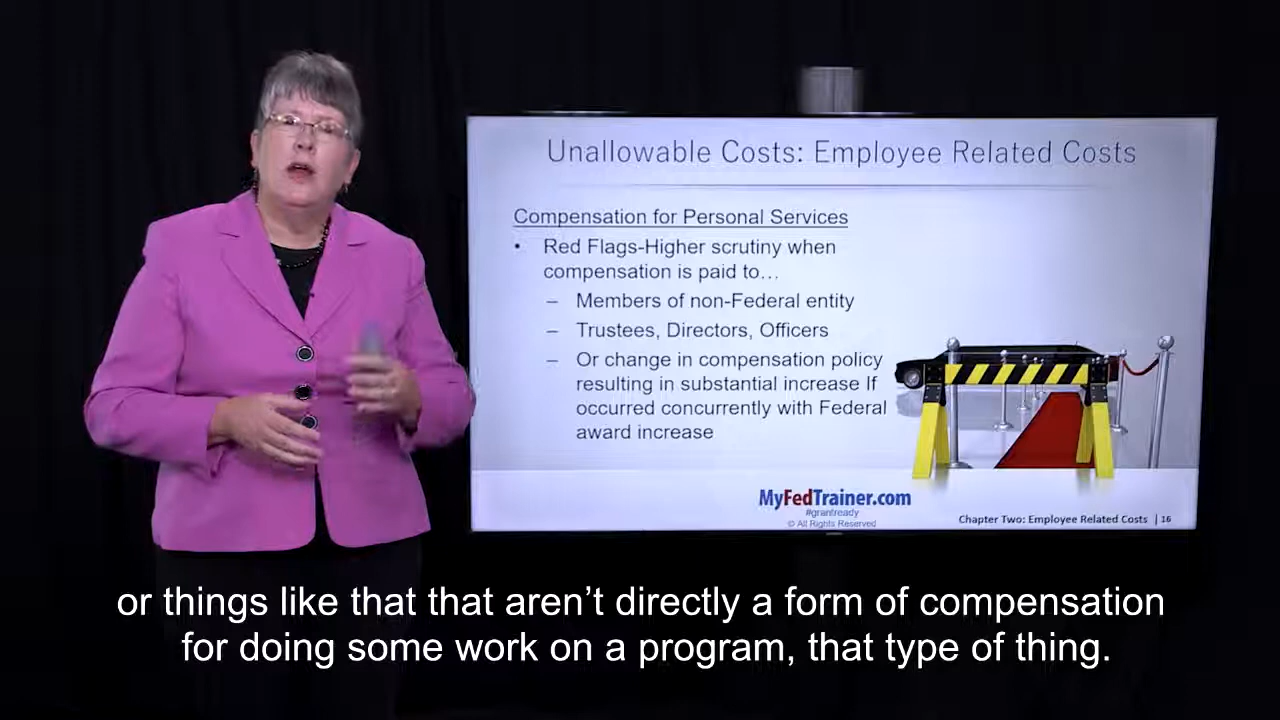 Unallowable Costs: Employee Related Costs
Compensation for Personal Services
• Red Flags-Higher scrutiny when
compensation is paid to…
– Members of non-Federal entity
– Trustees, Directors, Officers
– Or change in compensation policy
resulting in substantial increase If
occurred concurrently with Federal
award increase
MyFedTrainer.com
#grantready
© All Rights Reserved
Chapter Two: Employee Related Costs | 16
or things like that that aren’t directly a form of compensation
for doing some work on a program, that type of thing.